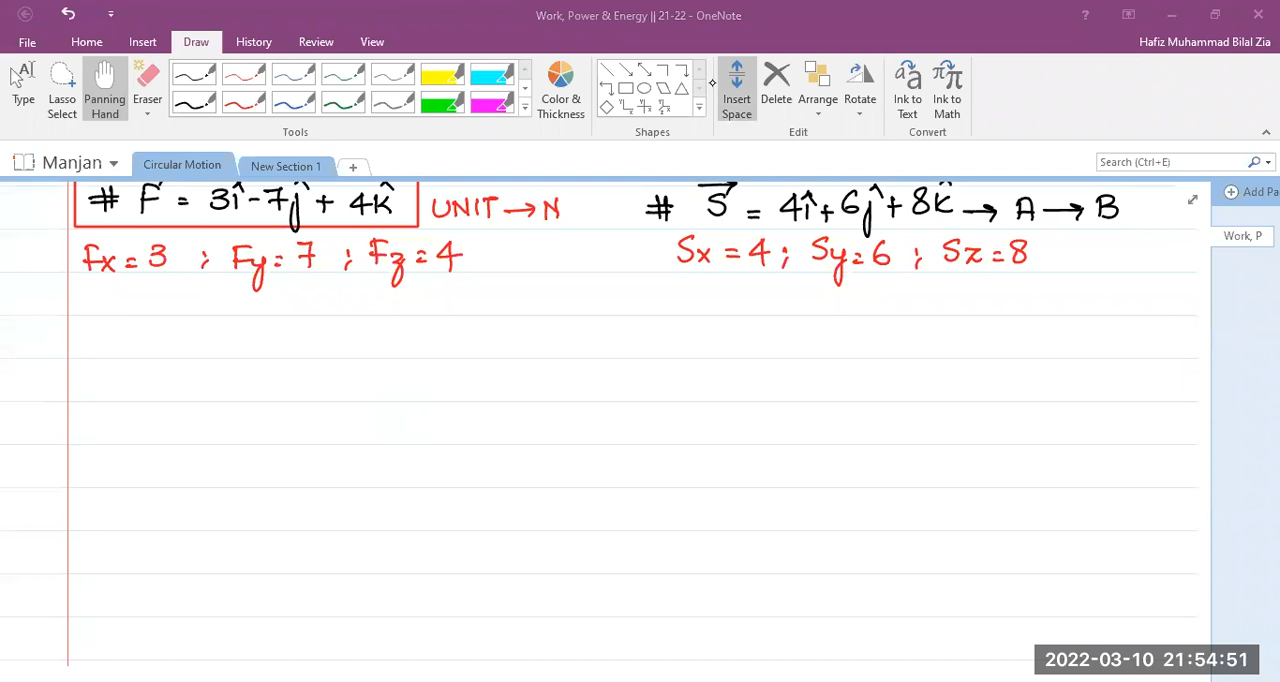 Work, Power & Energy || 21-22 - OneNote
?
File Home Insert Draw History Review View Hafiz Muhammad Bilal Zia
Type Lasso Select Panning Hand Eraser Color & Thickness Insert Space Delete Arrange Rotate Ink to Text Ink to Math
Tools Shapes Edit Convert
Manjan Circular Motion New Section 1 + Search (Ctrl+E)
Add Pa
# F = 3î - 7ĵ + 4k̂ UNIT → N # S⃗ = 4î + 6ĵ + 8k̂ → A → B
Work, P
Fx = 3 ; Fy = 7 ; Fz = 4 Sx = 4 ; Sy = 6 ; Sz = 8
2022-03-10 21:54:51